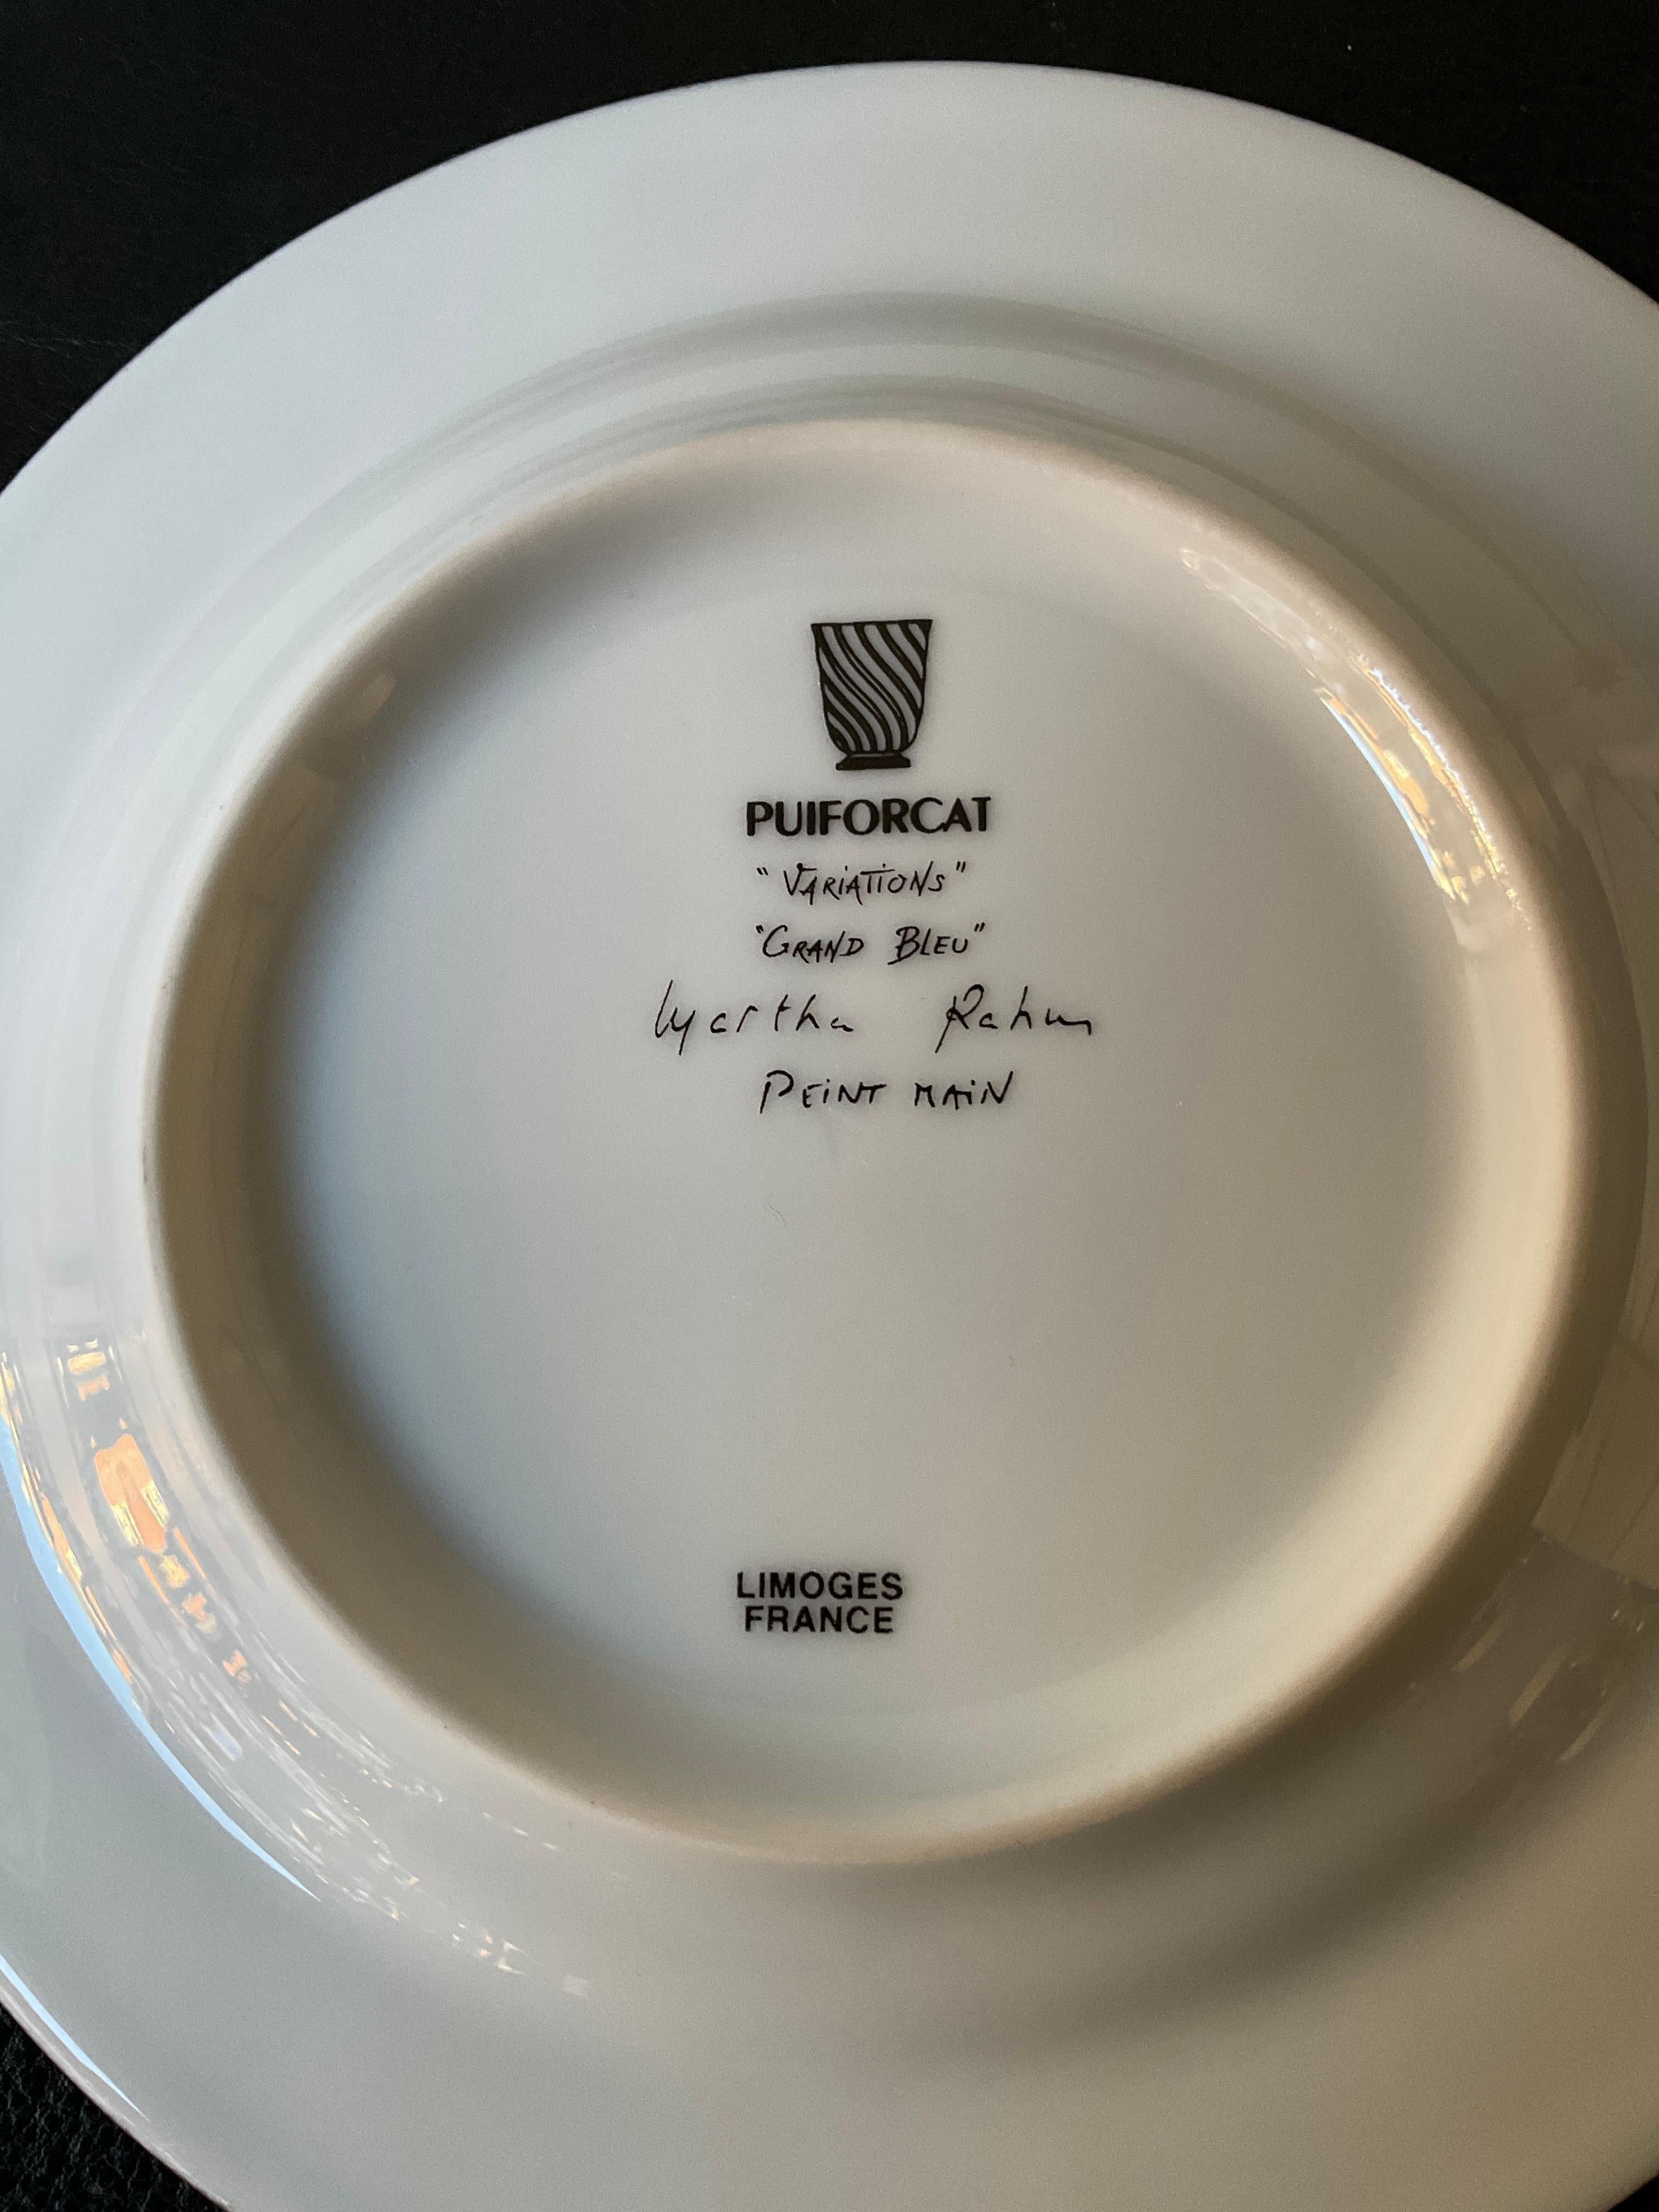 PUIFORCAT
"VARIATIONS"
"GRAND BLEU"
Martha Rahm
PEINT MAIN
LIMOGES
FRANCE